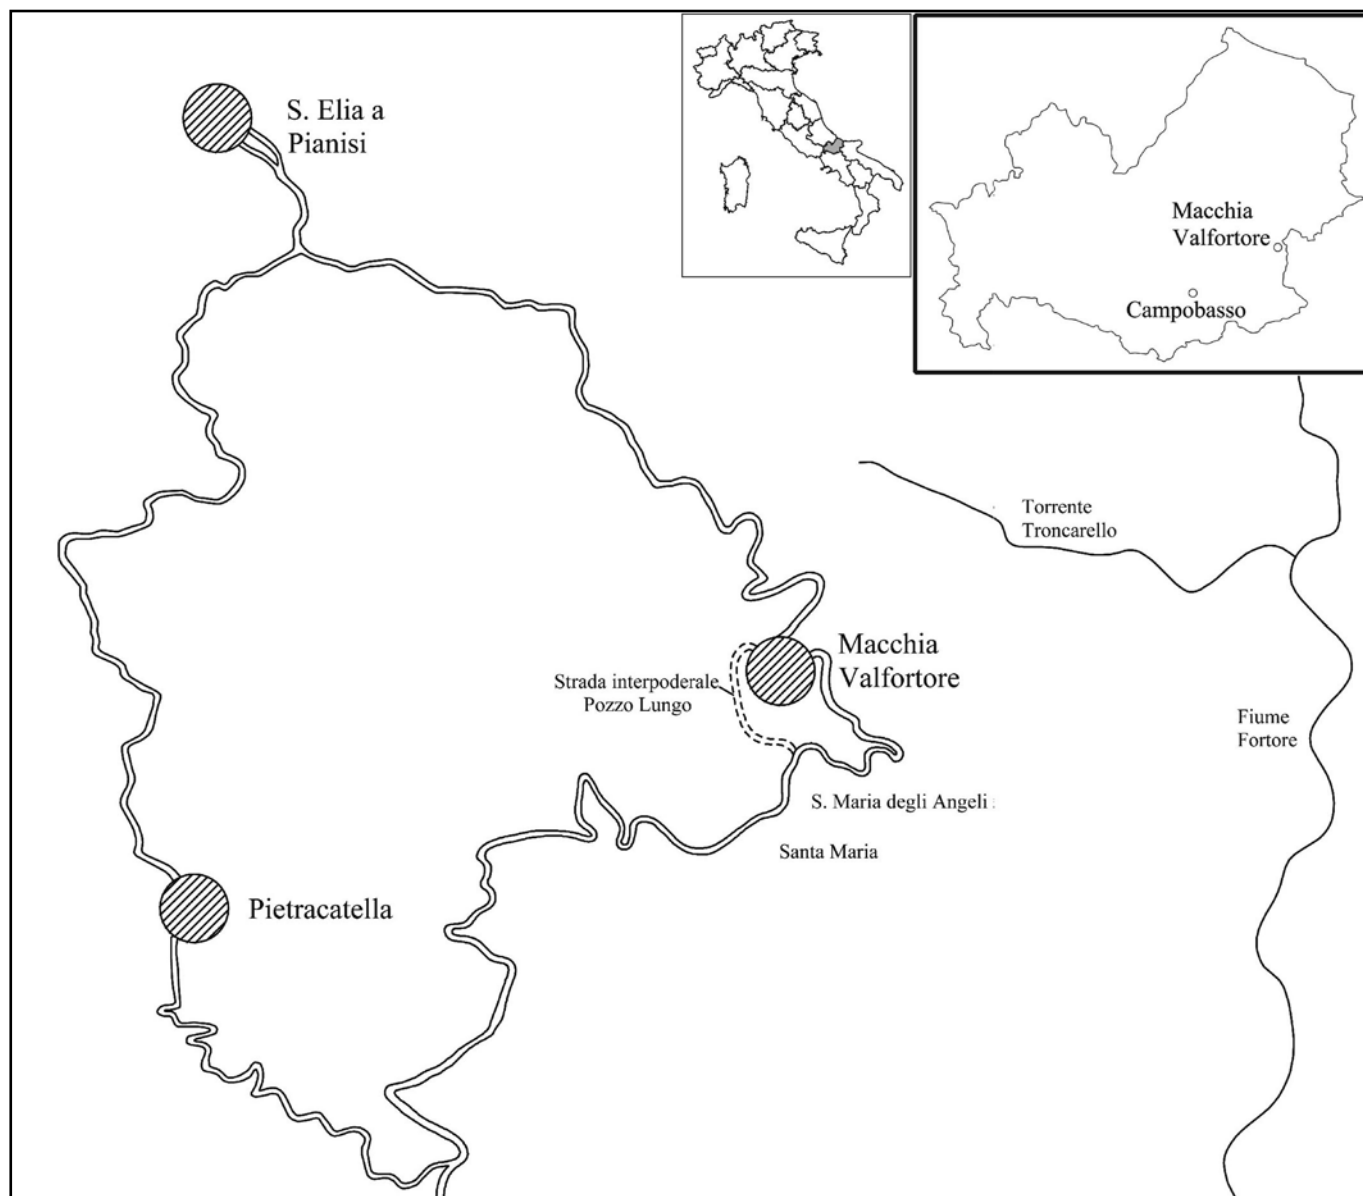 S. Elia a
Pianisi
Macchia
Valfortore
Campobasso
Torrente
Troncarello
Macchia
Valfortore
Strada interpoderale
Pozzo Lungo
Fiume
Fortore
S. Maria degli Angeli
Santa Maria
Pietracatella